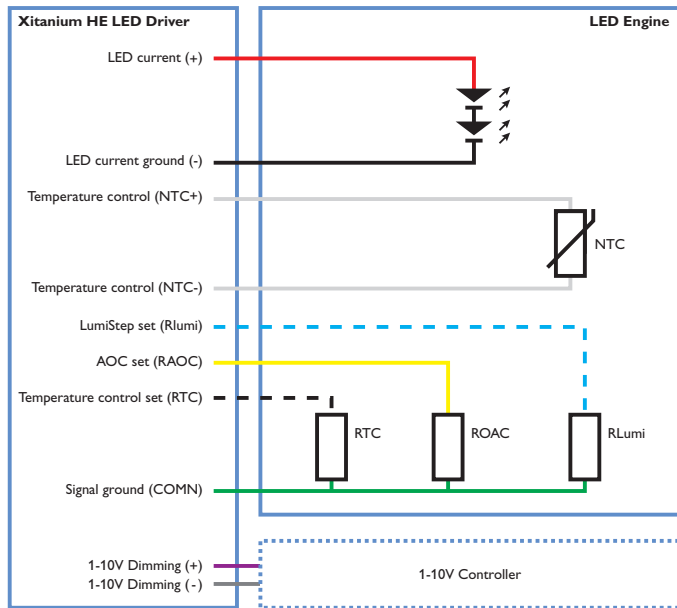 Xitanium HE LED Driver
LED Engine
LED current (+)
LED current ground (-)
Temperature control (NTC+)
NTC
Temperature control (NTC-)
LumiStep set (Rlumi)
AOC set (RAOC)
Temperature control set (RTC)
RTC
ROAC
RLumi
Signal ground (COMN)
1-10V Dimming (+)
1-10V Dimming (-)
1-10V Controller